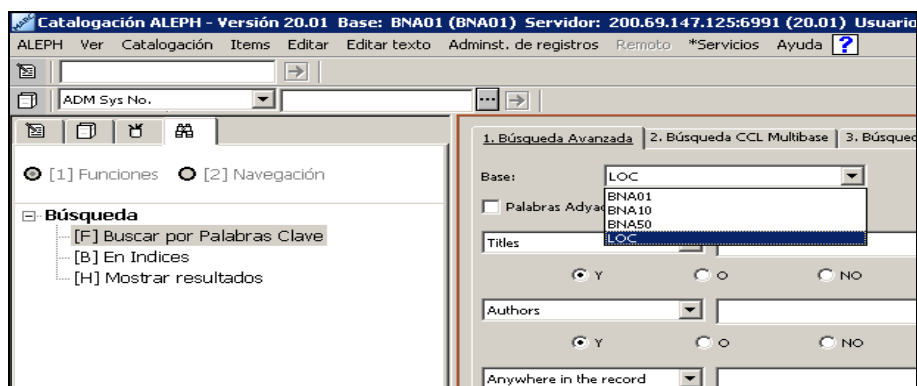 Catalogación ALEPH - Versión 20.01 Base: BNA01 (BNA01) Servidor: 200.69.147.125:6991 (20.01) Usuario
ALEPH Ver Catalogación Items Editar Editar texto Adminst. de registros Remoto *Servicios Ayuda ?
ADM Sys No. ...
1. Búsqueda Avanzada 2. Búsqueda CCL Multibase 3. Búsqued
[1] Funciones [2] Navegación
Base: LOC
BNA01
Palabras Adyac BNA10
BNA50
LOC
Búsqueda
[F] Buscar por Palabras Clave
[B] En Indices
[H] Mostrar resultados
Titles
Y O NO
Authors
Y O NO
Anywhere in the record